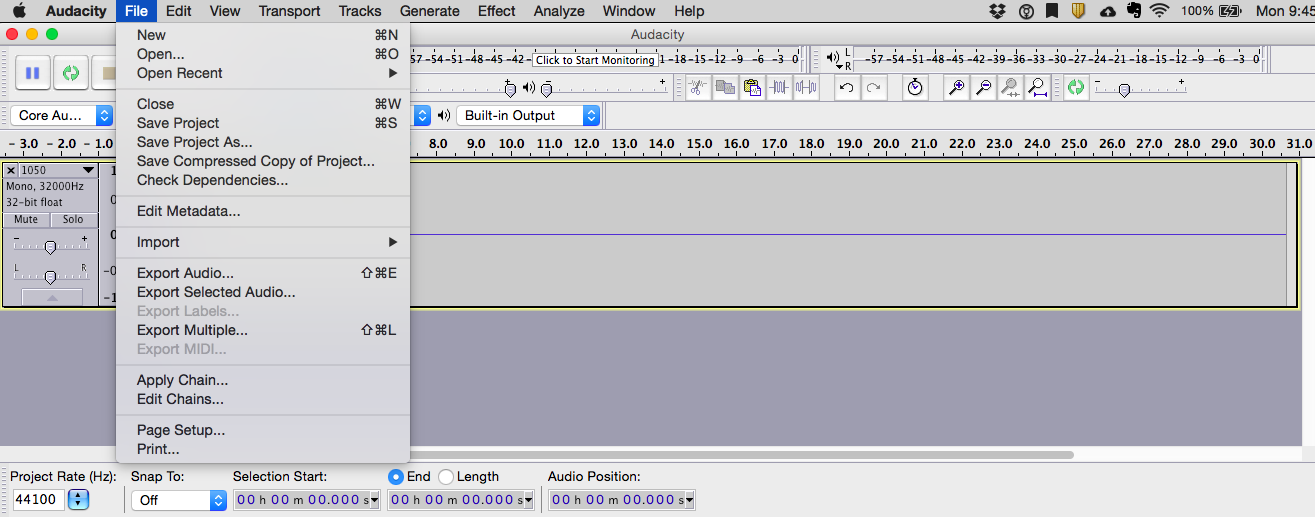 Audacity File Edit View Transport Tracks Generate Effect Analyze Window Help 100% Mon 9:45
Audacity
New ⌘N
Open... ⌘O
Open Recent ▶
Close ⌘W
Save Project ⌘S
Save Project As...
Save Compressed Copy of Project...
Check Dependencies...
Edit Metadata...
Import ▶
Export Audio... ⇧⌘E
Export Selected Audio...
Export Labels...
Export Multiple... ⇧⌘L
Export MIDI...
Apply Chain...
Edit Chains...
Page Setup...
Print...
57 -54 -51 -48 -45 -42 - Click to Start Monitoring 1 -18 -15 -12 -9 -6 -3 0
L
R
-57 -54 -51 -48 -45 -42 -39 -36 -33 -30 -27 -24 -21 -18 -15 -12 -9 -6 -3 0
- + - +
Core Au... Built-in Output
- 3.0 - 2.0 - 1.0 8.0 9.0 10.0 11.0 12.0 13.0 14.0 15.0 16.0 17.0 18.0 19.0 20.0 21.0 22.0 23.0 24.0 25.0 26.0 27.0 28.0 29.0 30.0 31.0
1050
Mono, 32000Hz
32-bit float
Mute Solo
- +
L R
Project Rate (Hz): Snap To: Selection Start: End Length Audio Position:
44100 Off 00 h 00 m 00.000 s 00 h 00 m 00.000 s 00 h 00 m 00.000 s